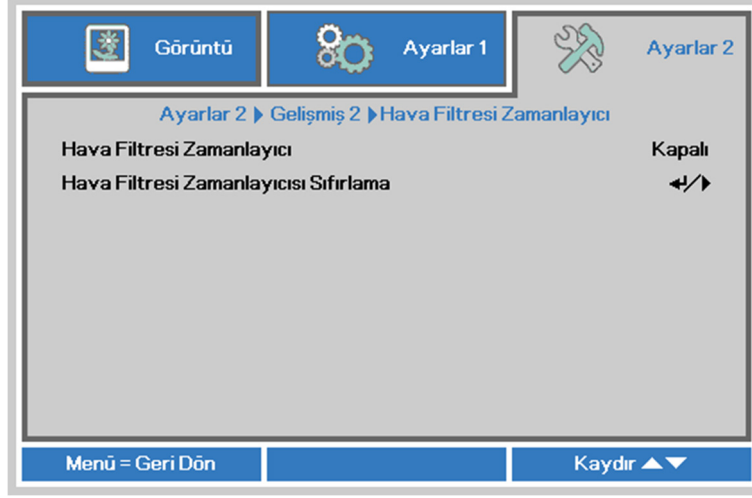 Görüntü
Ayarlar 1
Ayarlar 2
Ayarlar 2 ▶ Gelişmiş 2 ▶ Hava Filtresi Zamanlayıcı
Hava Filtresi Zamanlayıcı Kapalı
Hava Filtresi Zamanlayıcısı Sıfırlama ↵/▶
Menü = Geri Dön
Kaydır ▲▼